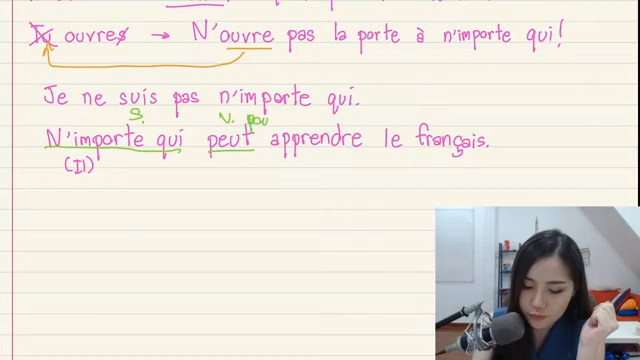 Tu ouvres → N'ouvre pas la porte à n'importe qui!
Je ne suis pas n'importe qui.
S. V. pou
N'importe qui peut apprendre le français.
(Il)